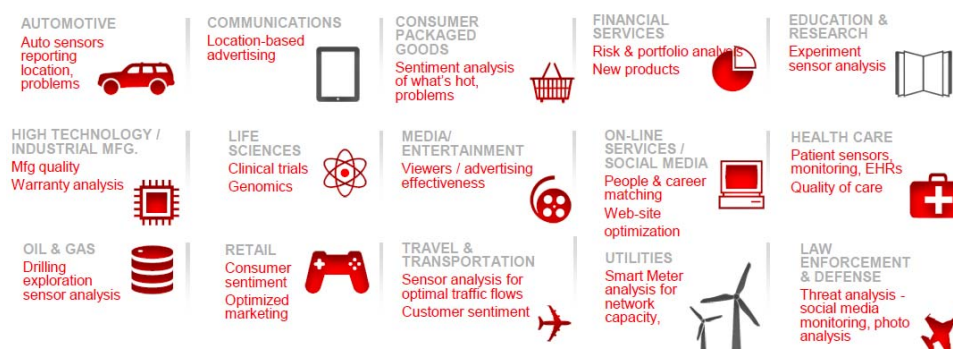 AUTOMOTIVE
Auto sensors
reporting
location,
problems
COMMUNICATIONS
Location-based
advertising
CONSUMER
PACKAGED
GOODS
Sentiment analysis
of what's hot,
problems
FINANCIAL
SERVICES
Risk & portfolio analysis
New products
EDUCATION &
RESEARCH
Experiment
sensor analysis
HIGH TECHNOLOGY /
INDUSTRIAL MFG.
Mfg quality
Warranty analysis
LIFE
SCIENCES
Clinical trials
Genomics
MEDIA/
ENTERTAINMENT
Viewers / advertising
effectiveness
ON-LINE
SERVICES /
SOCIAL MEDIA
People & career
matching
Web-site
optimization
HEALTH CARE
Patient sensors,
monitoring, EHRs
Quality of care
OIL & GAS
Drilling
exploration
sensor analysis
RETAIL
Consumer
sentiment
Optimized
marketing
TRAVEL &
TRANSPORTATION
Sensor analysis for
optimal traffic flows
Customer sentiment
UTILITIES
Smart Meter
analysis for
network
capacity,
LAW
ENFORCEMENT
& DEFENSE
Threat analysis -
social media
monitoring, photo
analysis